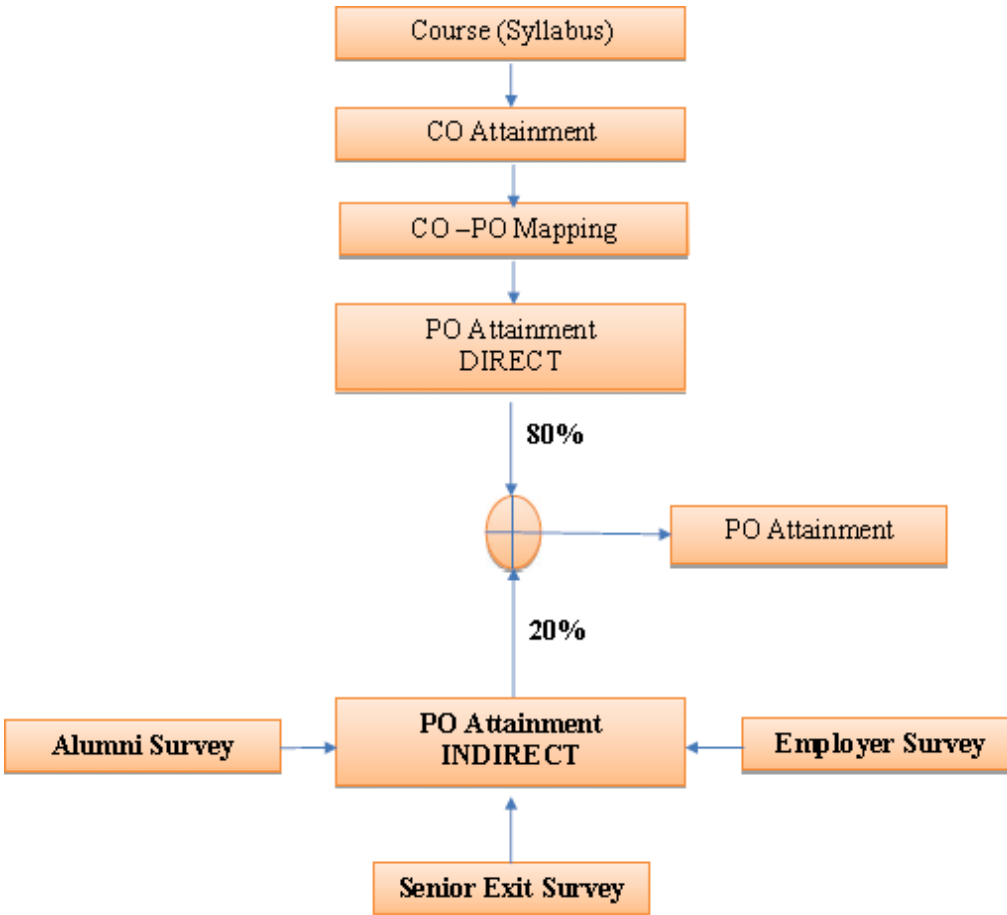 Course (Syllabus)
CO Attainment
CO –PO Mapping
PO Attainment
DIRECT
80%
PO Attainment
20%
PO Attainment
INDIRECT
Alumni Survey
Employer Survey
Senior Exit Survey